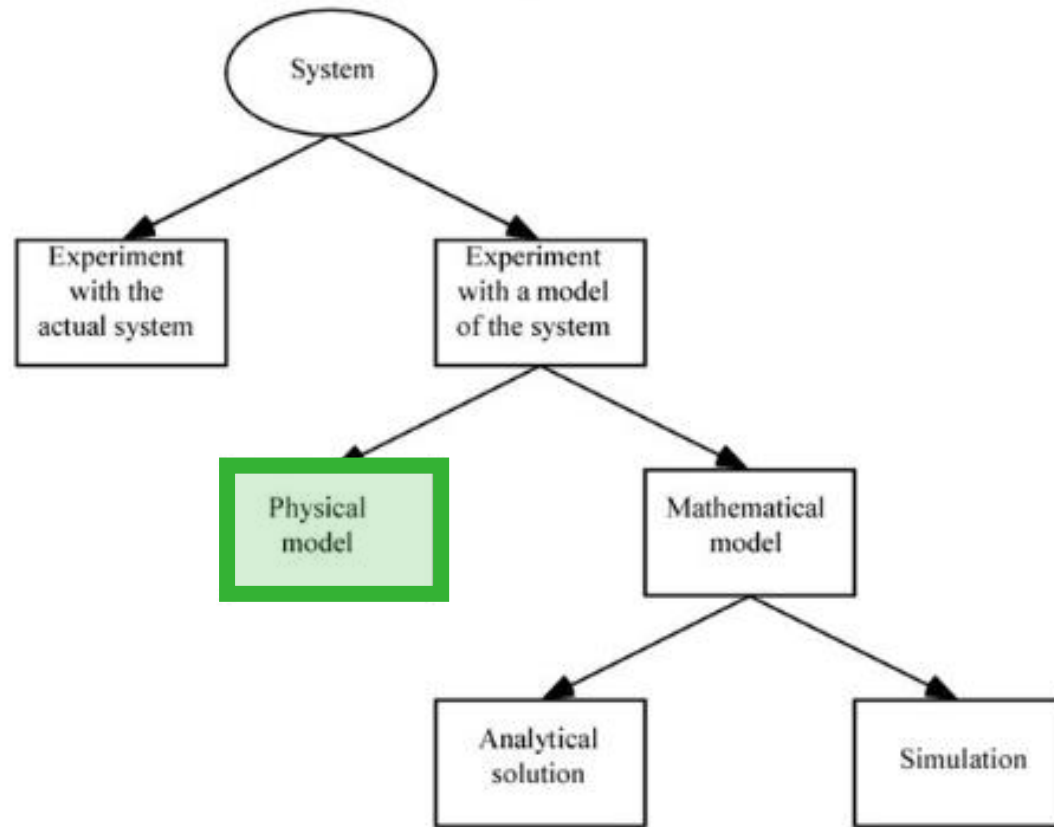 System
Experiment
with the
actual system
Experiment
with a model
of the system
Physical
model
Mathematical
model
Analytical
solution
Simulation